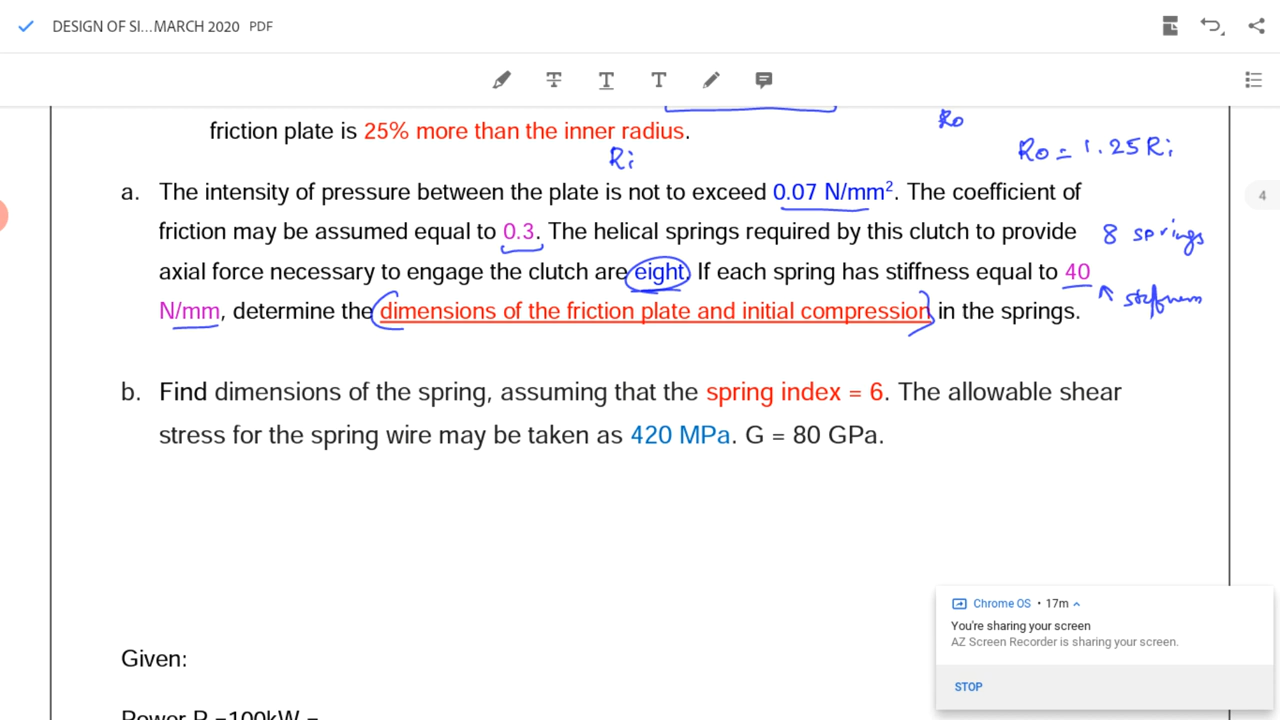 DESIGN OF SI...MARCH 2020 PDF
friction plate is 25% more than the inner radius.
Ro
Ro = 1.25 Ri
Ri
a. The intensity of pressure between the plate is not to exceed 0.07 N/mm². The coefficient of
friction may be assumed equal to 0.3. The helical springs required by this clutch to provide
8 springs
axial force necessary to engage the clutch are eight. If each spring has stiffness equal to 40
stiffness
N/mm, determine the dimensions of the friction plate and initial compression in the springs.
4
b. Find dimensions of the spring, assuming that the spring index = 6. The allowable shear
stress for the spring wire may be taken as 420 MPa. G = 80 GPa.
Given:
Power P =100kW =
Chrome OS • 17m
You're sharing your screen
AZ Screen Recorder is sharing your screen.
STOP